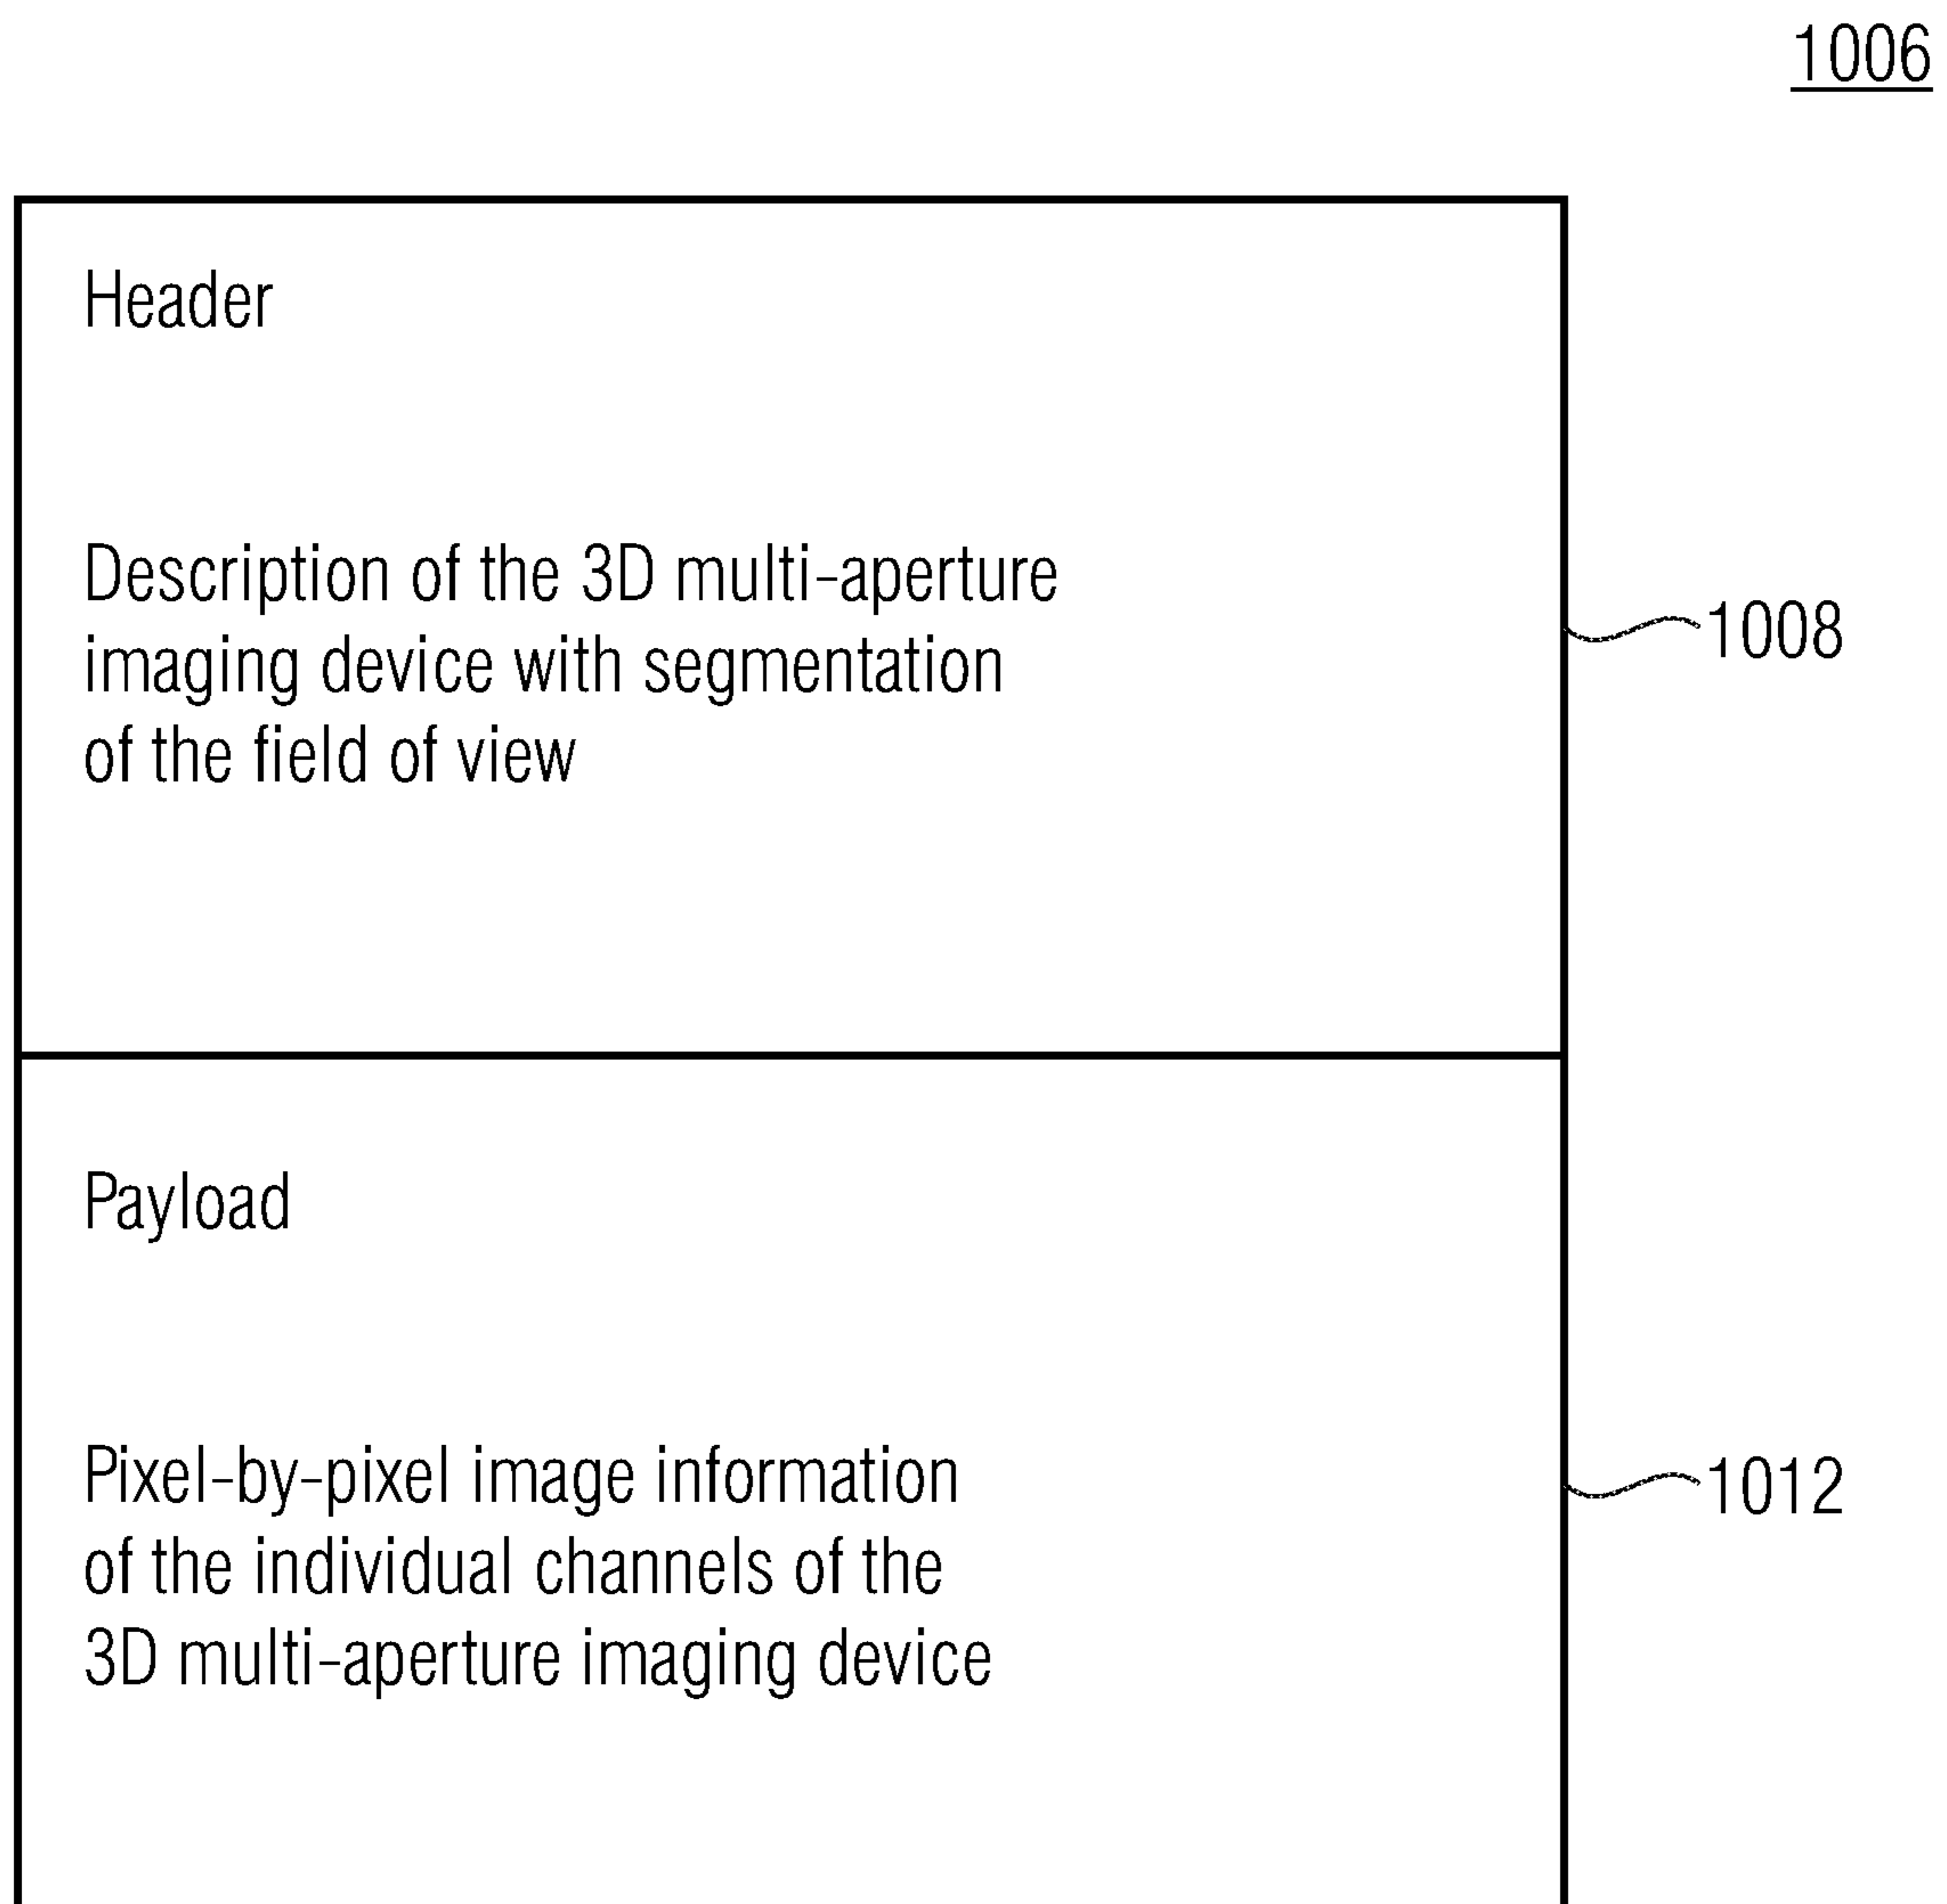 1006
Header
Description of the 3D multi-aperture
imaging device with segmentation
of the field of view
1008
Payload
Pixel-by-pixel image information
of the individual channels of the
3D multi-aperture imaging device
1012